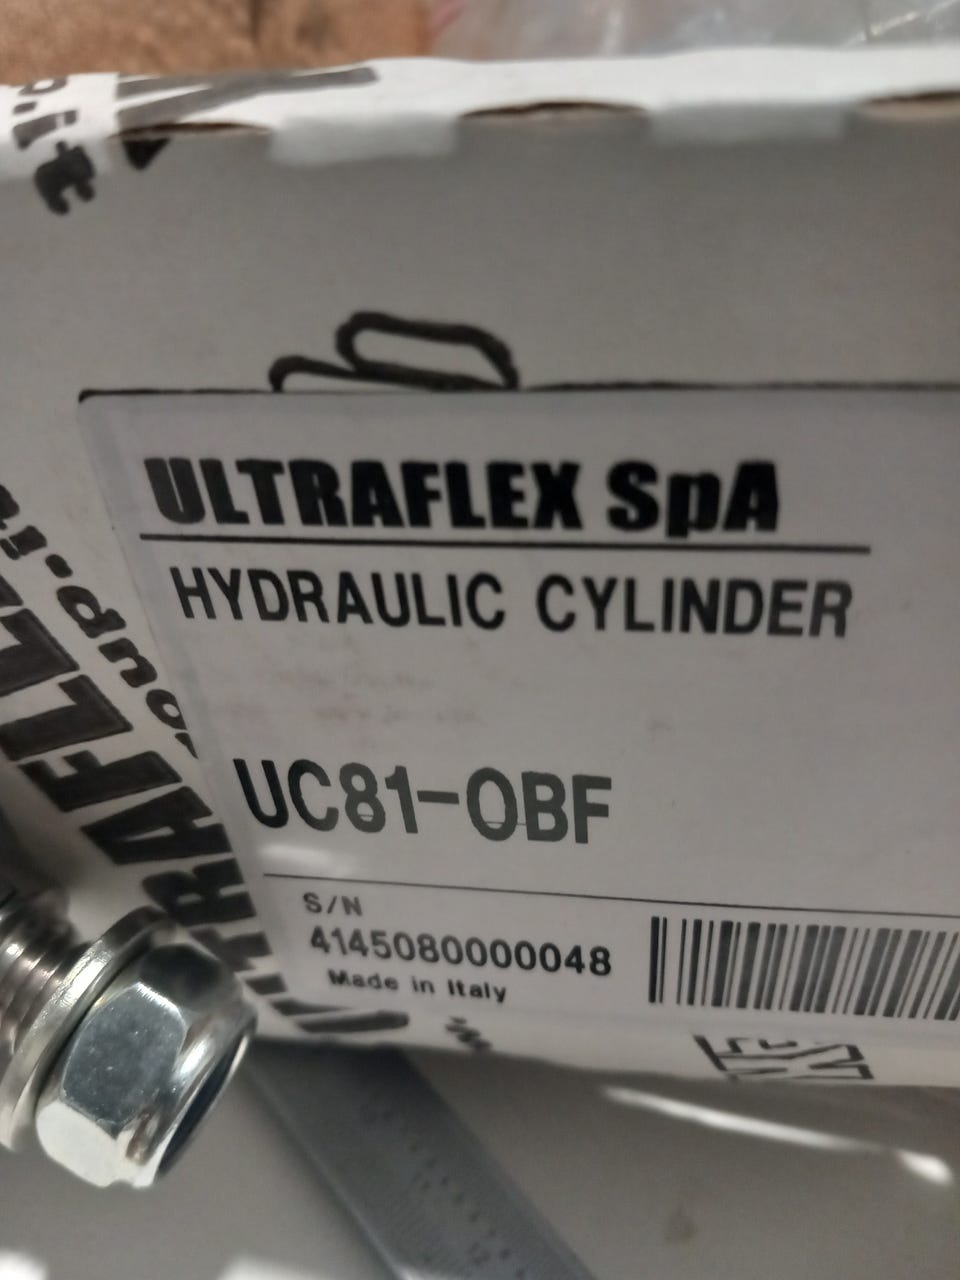 ULTRAFLEX SpA
HYDRAULIC CYLINDER
UC81-OBF
S/N
4145080000048
Made in Italy